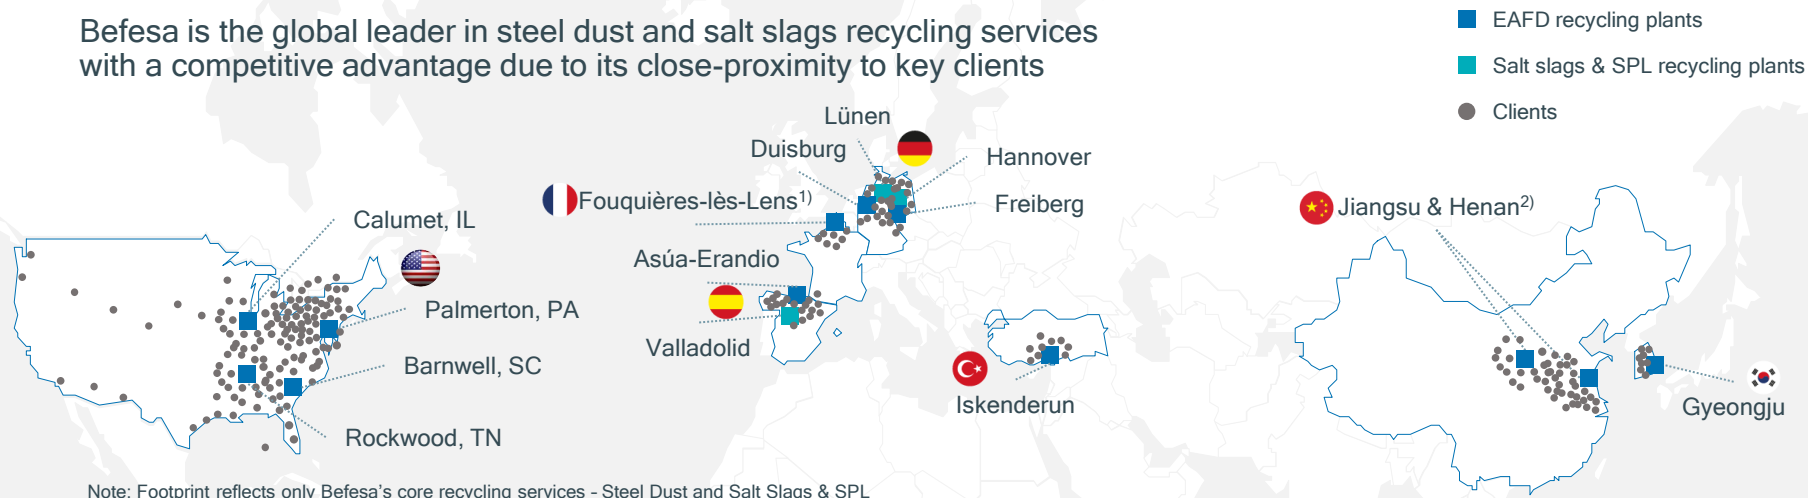 Befesa is the global leader in steel dust and salt slags recycling services
with a competitive advantage due to its close-proximity to key clients
EAFD recycling plants
Salt slags & SPL recycling plants
Clients
Calumet, IL
Palmerton, PA
Barnwell, SC
Rockwood, TN
Lünen
Duisburg
Hannover
Fouquières-lès-Lens1)
Freiberg
Asúa-Erandio
Valladolid
Iskenderun
Jiangsu & Henan2)
Gyeongju
Note: Footprint reflects only Befesa's core recycling services - Steel Dust and Salt Slags & SPL